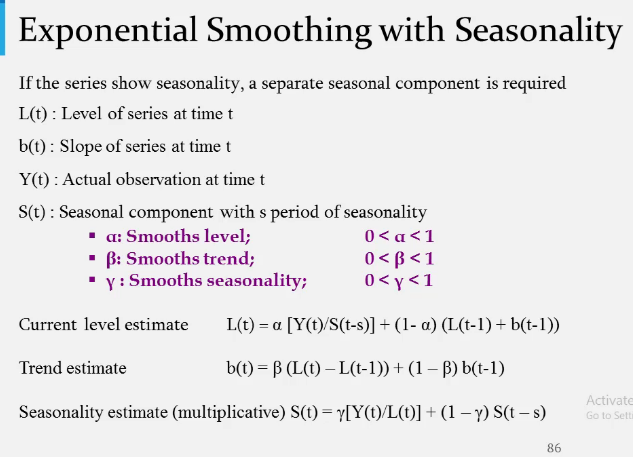 Exponential Smoothing with Seasonality
If the series show seasonality, a separate seasonal component is required
L(t) : Level of series at time t
b(t) : Slope of series at time t
Y(t) : Actual observation at time t
S(t) : Seasonal component with s period of seasonality
▪ α: Smooths level; 0 < α < 1
▪ β: Smooths trend; 0 < β < 1
▪ γ : Smooths seasonality; 0 < γ < 1
Current level estimate L(t) = α [Y(t)/S(t-s)] + (1- α) (L(t-1) + b(t-1))
Trend estimate b(t) = β (L(t) – L(t-1)) + (1 – β) b(t-1)
Activate
Seasonality estimate (multiplicative) S(t) = γ[Y(t)/L(t)] + (1 – γ) S(t – s)
Go to Setti
86